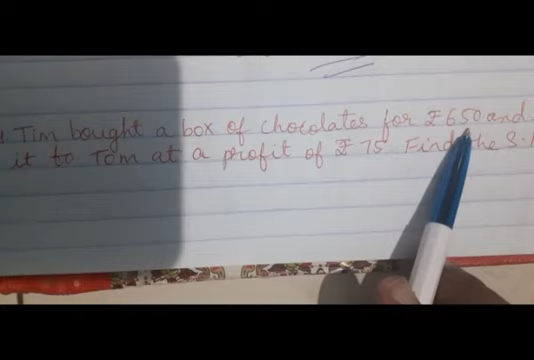 Tim bought a box of chocolates for ₹650 and
it to Tom at a profit of ₹75 Find the S.